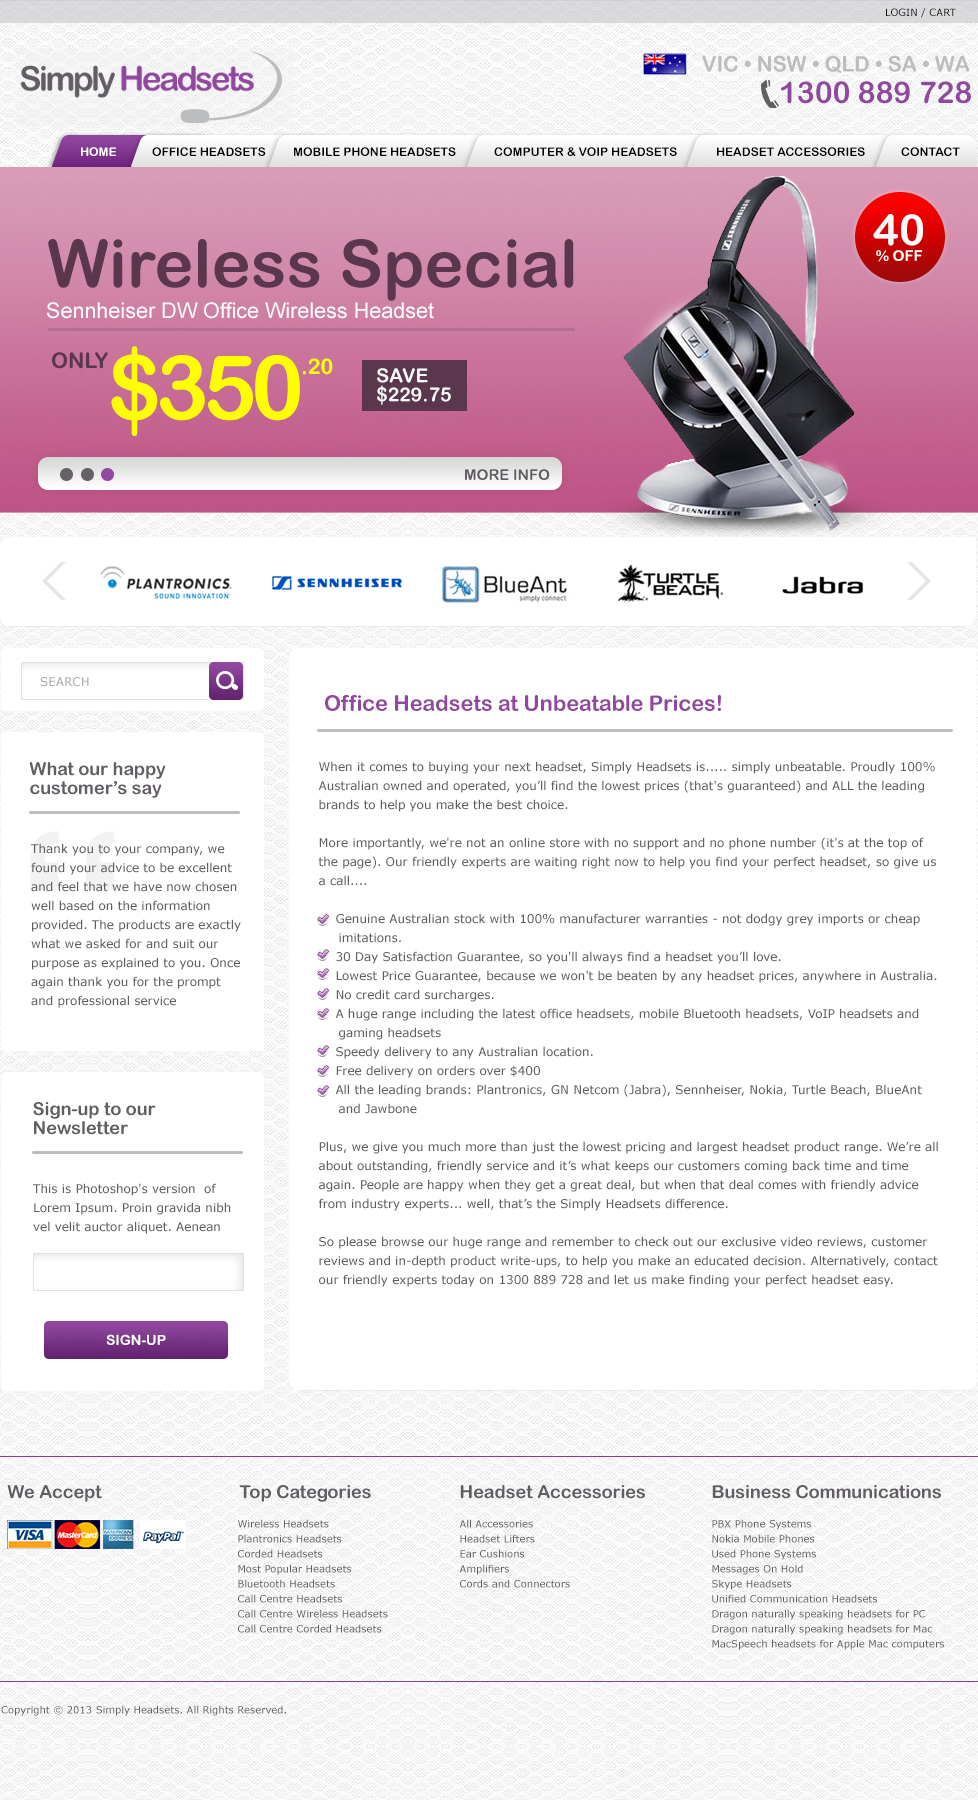 LOGIN / CART
Simply Headsets
VIC • NSW • QLD • SA • WA
1300 889 728
HOME
OFFICE HEADSETS
MOBILE PHONE HEADSETS
COMPUTER & VOIP HEADSETS
HEADSET ACCESSORIES
CONTACT
Wireless Special
Sennheiser DW Office Wireless Headset
ONLY
$350.20
SAVE
$229.75
MORE INFO
SENNHEISER
SENNHEISER
40
% OFF
PLANTRONICS
SOUND INNOVATION
SENNHEISER
BlueAnt
simply connect
TURTLE
BEACH
Jabra
SEARCH
What our happy
customer’s say
“
Thank you to your company, we
found your advice to be excellent
and feel that we have now chosen
well based on the information
provided. The products are exactly
what we asked for and suit our
purpose as explained to you. Once
again thank you for the prompt
and professional service
Sign-up to our
Newsletter
This is Photoshop's version  of
Lorem Ipsum. Proin gravida nibh
vel velit auctor aliquet. Aenean
SIGN-UP
Office Headsets at Unbeatable Prices!
When it comes to buying your next headset, Simply Headsets is..... simply unbeatable. Proudly 100%
Australian owned and operated, you’ll find the lowest prices (that's guaranteed) and ALL the leading
brands to help you make the best choice.
More importantly, we're not an online store with no support and no phone number (it's at the top of
the page). Our friendly experts are waiting right now to help you find your perfect headset, so give us
a call....
Genuine Australian stock with 100% manufacturer warranties - not dodgy grey imports or cheap
imitations.
30 Day Satisfaction Guarantee, so you'll always find a headset you’ll love.
Lowest Price Guarantee, because we won't be beaten by any headset prices, anywhere in Australia.
No credit card surcharges.
A huge range including the latest office headsets, mobile Bluetooth headsets, VoIP headsets and
gaming headsets
Speedy delivery to any Australian location.
Free delivery on orders over $400
All the leading brands: Plantronics, GN Netcom (Jabra), Sennheiser, Nokia, Turtle Beach, BlueAnt
and Jawbone
Plus, we give you much more than just the lowest pricing and largest headset product range. We’re all
about outstanding, friendly service and it’s what keeps our customers coming back time and time
again. People are happy when they get a great deal, but when that deal comes with friendly advice
from industry experts... well, that’s the Simply Headsets difference.
So please browse our huge range and remember to check out our exclusive video reviews, customer
reviews and in-depth product write-ups, to help you make an educated decision. Alternatively, contact
our friendly experts today on 1300 889 728 and let us make finding your perfect headset easy.
We Accept
VISA
MasterCard
AMERICAN EXPRESS
PayPal
Top Categories
Wireless Headsets
Plantronics Headsets
Corded Headsets
Most Popular Headsets
Bluetooth Headsets
Call Centre Headsets
Call Centre Wireless Headsets
Call Centre Corded Headsets
Headset Accessories
All Accessories
Headset Lifters
Ear Cushions
Amplifiers
Cords and Connectors
Business Communications
PBX Phone Systems
Nokia Mobile Phones
Used Phone Systems
Messages On Hold
Skype Headsets
Unified Communication Headsets
Dragon naturally speaking headsets for PC
Dragon naturally speaking headsets for Mac
MacSpeech headsets for Apple Mac computers
Copyright © 2013 Simply Headsets. All Rights Reserved.